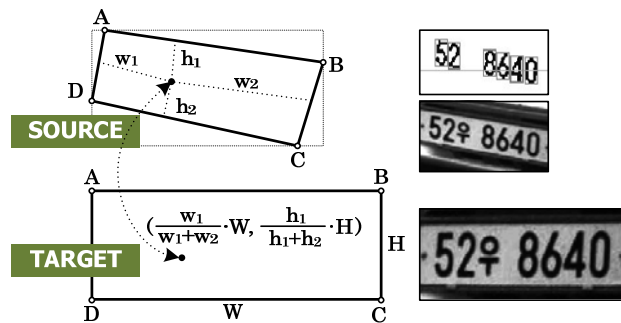 A
B
w1
h1
w2
D
h2
SOURCE
C
52 8640
52우 8640
A
B
(w1/w1+w2·W, h1/h1+h2·H)
H
TARGET
D
W
C
52우 8640